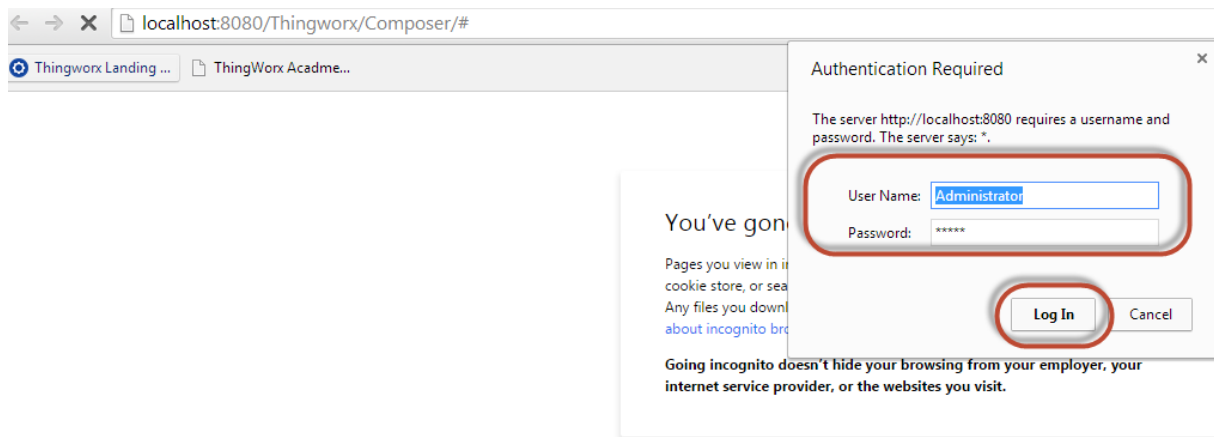 localhost:8080/Thingworx/Composer/#
Thingworx Landing ...
ThingWorx Acadme...
Authentication Required
The server http://localhost:8080 requires a username and
password. The server says: *.
User Name: Administrator
Password: *****
Log In Cancel
You've gon
Pages you view in i
cookie store, or sea
Any files you downl
about incognito bro
Going incognito doesn't hide your browsing from your employer, your
internet service provider, or the websites you visit.